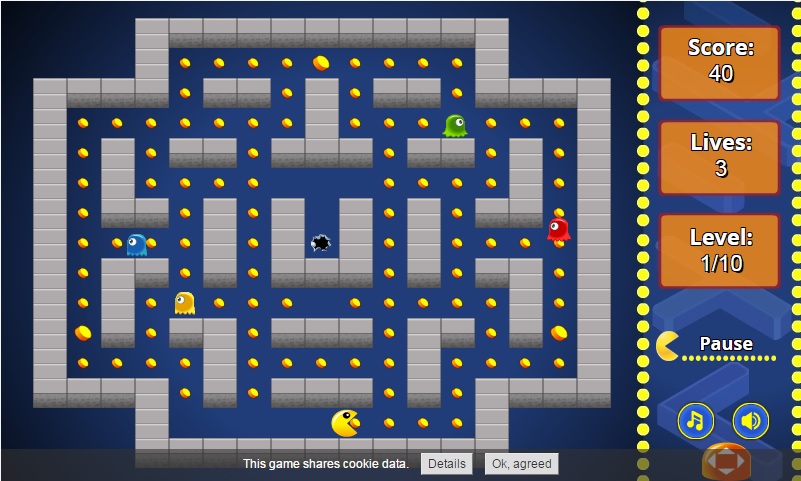 Score:
40
Lives:
3
Level:
1/10
Pause
This game shares cookie data. Details Ok, agreed